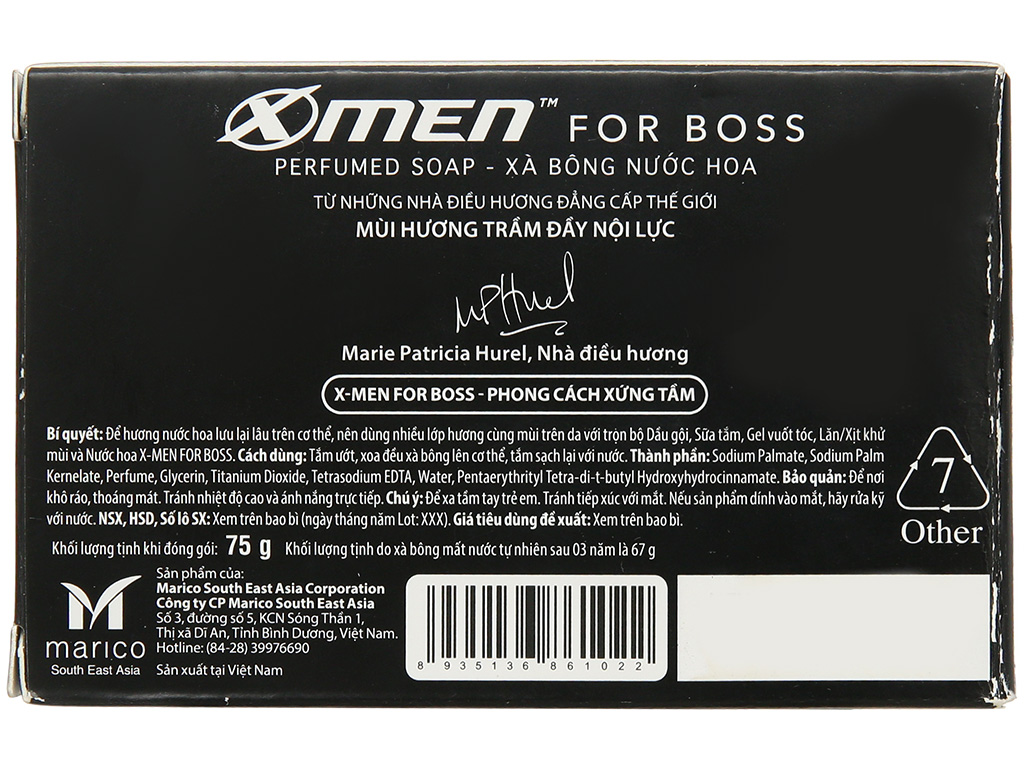 X-MEN™ FOR BOSS
PERFUMED SOAP - XÀ BÔNG NƯỚC HOA
TỪ NHỮNG NHÀ ĐIỀU HƯƠNG ĐẲNG CẤP THẾ GIỚI
MÙI HƯƠNG TRẦM ĐẦY NỘI LỰC
MPHurel
Marie Patricia Hurel, Nhà điều hương
X-MEN FOR BOSS - PHONG CÁCH XỨNG TẦM
Bí quyết: Để hương nước hoa lưu lại lâu trên cơ thể, nên dùng nhiều lớp hương cùng mùi trên da với trọn bộ Dầu gội, Sữa tắm, Gel vuốt tóc, Lăn/Xịt khử
mùi và Nước hoa X-MEN FOR BOSS. Cách dùng: Tắm ướt, xoa đều xà bông lên cơ thể, tắm sạch lại với nước. Thành phần: Sodium Palmate, Sodium Palm
Kernelate, Perfume, Glycerin, Titanium Dioxide, Tetrasodium EDTA, Water, Pentaerythrityl Tetra-di-t-butyl Hydroxyhydrocinnamate. Bảo quản: Để nơi
khô ráo, thoáng mát. Tránh nhiệt độ cao và ánh nắng trực tiếp. Chú ý: Để xa tầm tay trẻ em. Tránh tiếp xúc với mắt. Nếu sản phẩm dính vào mắt, hãy rửa kỹ
với nước. NSX, HSD, Số lô SX: Xem trên bao bì (ngày tháng năm Lot: XXX). Giá tiêu dùng đề xuất: Xem trên bao bì.
7
Other
Khối lượng tịnh khi đóng gói: 75 g Khối lượng tịnh do xà bông mất nước tự nhiên sau 03 năm là 67 g
marico
South East Asia
Sản phẩm của:
Marico South East Asia Corporation
Công ty CP Marico South East Asia
Số 3, đường số 5, KCN Sóng Thần 1,
Thị xã Dĩ An, Tỉnh Bình Dương, Việt Nam.
Hotline: (84-28) 39976690
Sản xuất tại Việt Nam
8 935136 861022